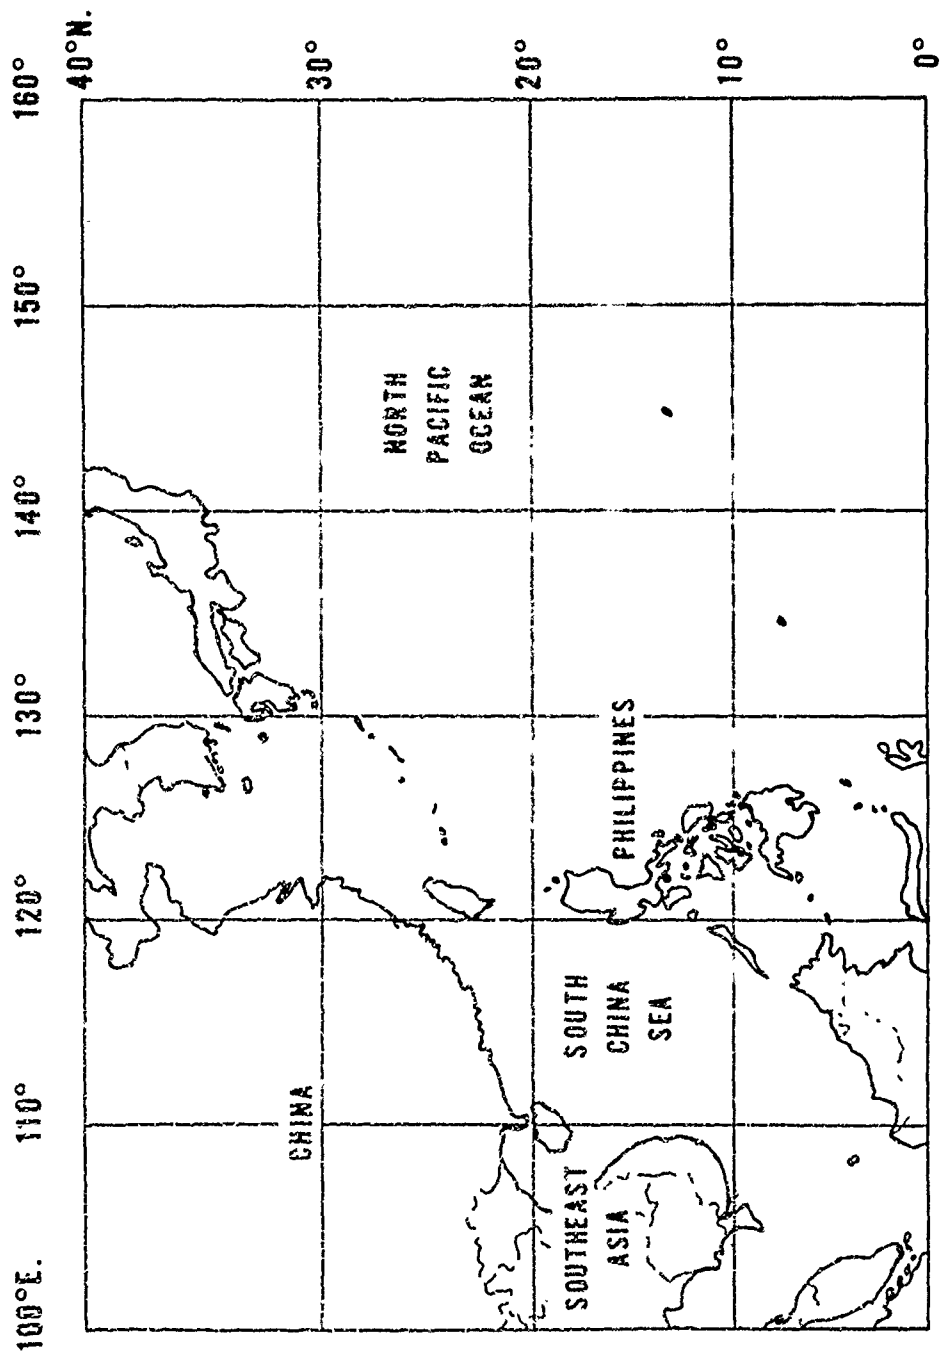 100°E.
110°
120°
130°
140°
150°
160°
40°N.
30°
20°
10°
0°
CHINA
NORTH
PACIFIC
OCEAN
SOUTHEAST
ASIA
SOUTH
CHINA
SEA
PHILIPPINES